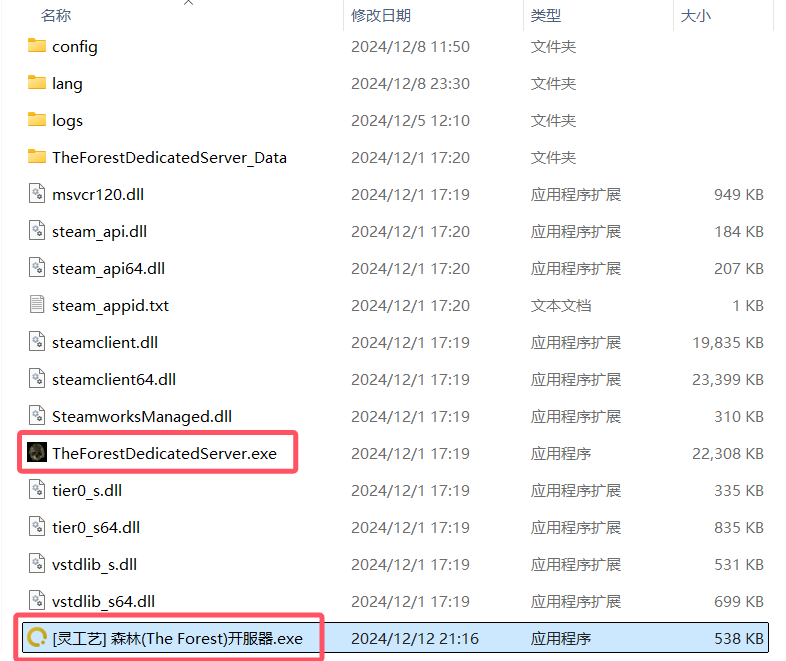 名称 修改日期 类型 大小
config 2024/12/8 11:50 文件夹
lang 2024/12/8 23:30 文件夹
logs 2024/12/5 12:10 文件夹
TheForestDedicatedServer_Data 2024/12/1 17:20 文件夹
msvcr120.dll 2024/12/1 17:19 应用程序扩展 949 KB
steam_api.dll 2024/12/1 17:20 应用程序扩展 184 KB
steam_api64.dll 2024/12/1 17:20 应用程序扩展 207 KB
steam_appid.txt 2024/12/1 17:20 文本文档 1 KB
steamclient.dll 2024/12/1 17:19 应用程序扩展 19,835 KB
steamclient64.dll 2024/12/1 17:19 应用程序扩展 23,399 KB
SteamworksManaged.dll 2024/12/1 17:19 应用程序扩展 310 KB
TheForestDedicatedServer.exe 2024/12/1 17:19 应用程序 22,308 KB
tier0_s.dll 2024/12/1 17:19 应用程序扩展 335 KB
tier0_s64.dll 2024/12/1 17:19 应用程序扩展 835 KB
vstdlib_s.dll 2024/12/1 17:19 应用程序扩展 531 KB
vstdlib_s64.dll 2024/12/1 17:19 应用程序扩展 699 KB
[灵工艺] 森林(The Forest)开服器.exe 2024/12/12 21:16 应用程序 538 KB